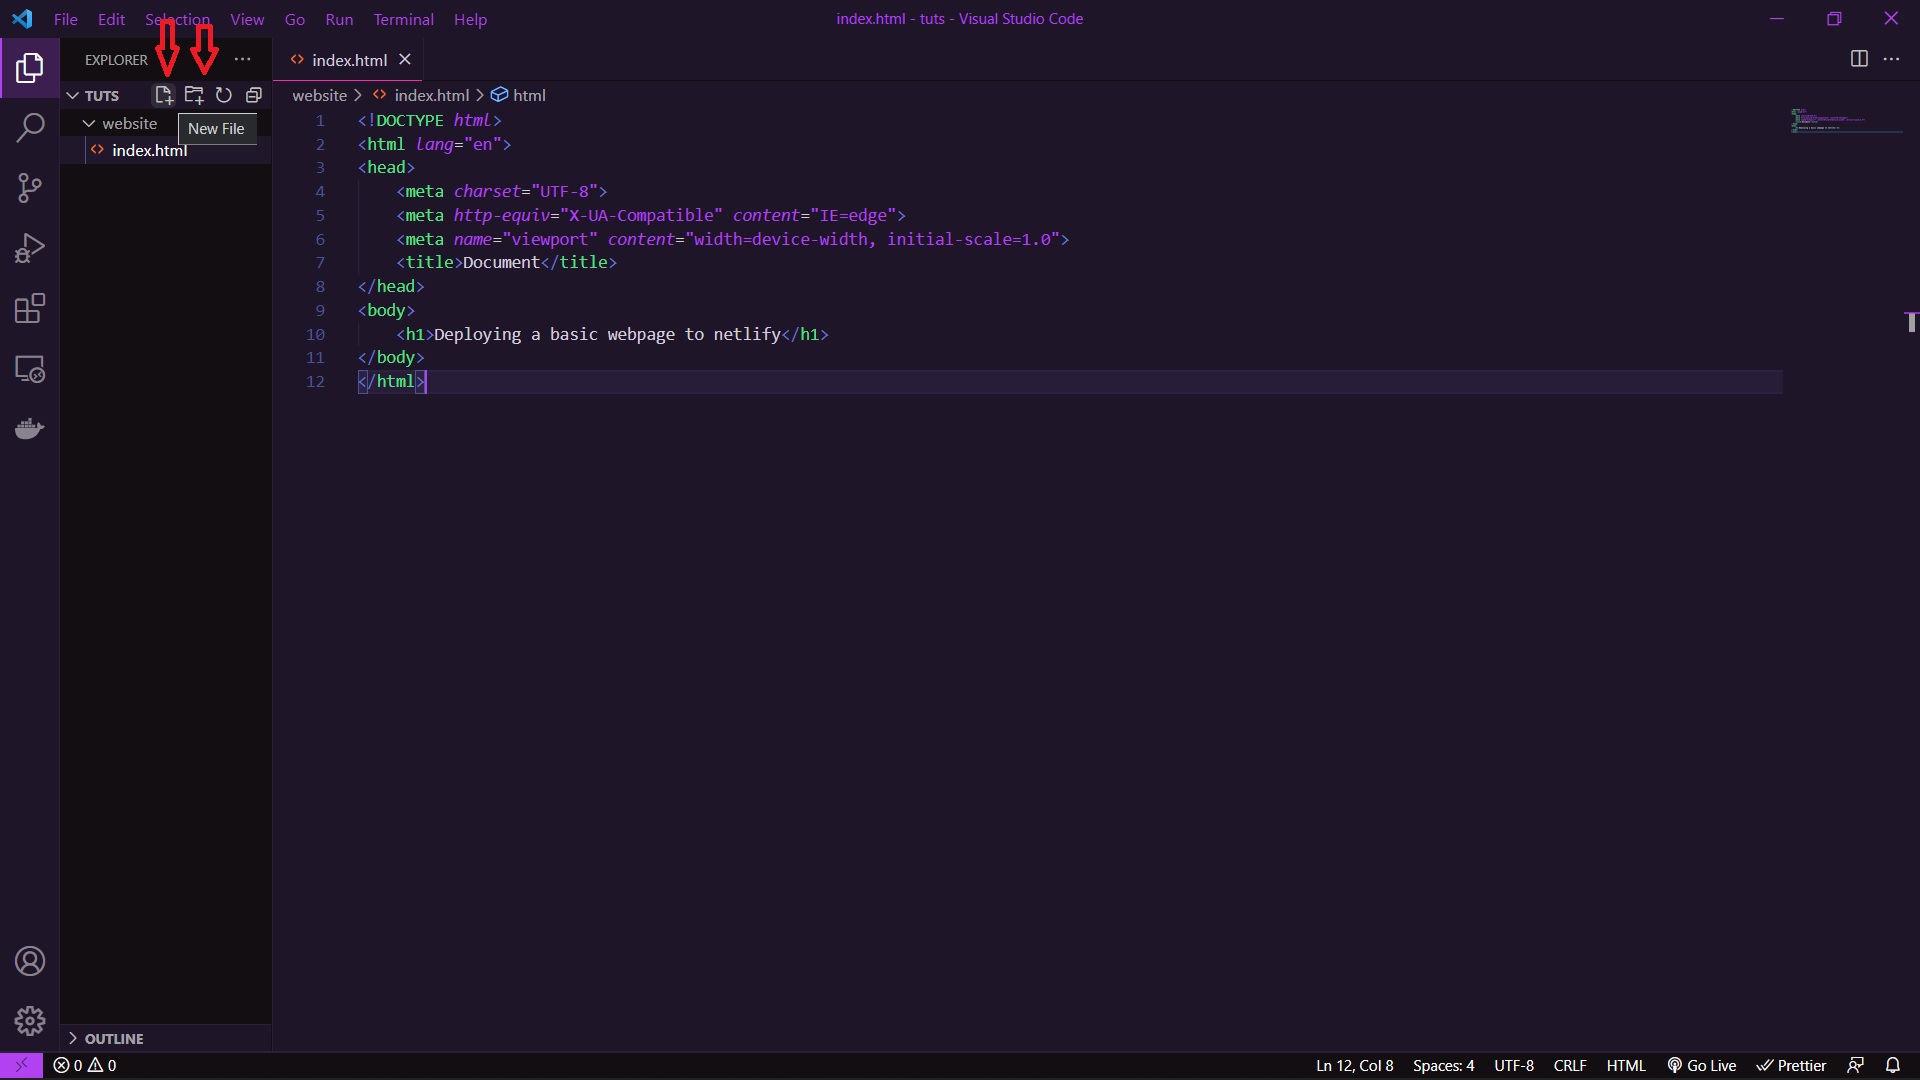 File Edit Selection View Go Run Terminal Help
index.html - tuts - Visual Studio Code
EXPLORER
index.html
TUTS
website
New File
index.html
website > index.html > html
1 <!DOCTYPE html>
2 <html lang="en">
3 <head>
4 <meta charset="UTF-8">
5 <meta http-equiv="X-UA-Compatible" content="IE=edge">
6 <meta name="viewport" content="width=device-width, initial-scale=1.0">
7 <title>Document</title>
8 </head>
9 <body>
10 <h1>Deploying a basic webpage to netlify</h1>
11 </body>
12 </html>
OUTLINE
0 0
Ln 12, Col 8 Spaces: 4 UTF-8 CRLF HTML Go Live Prettier